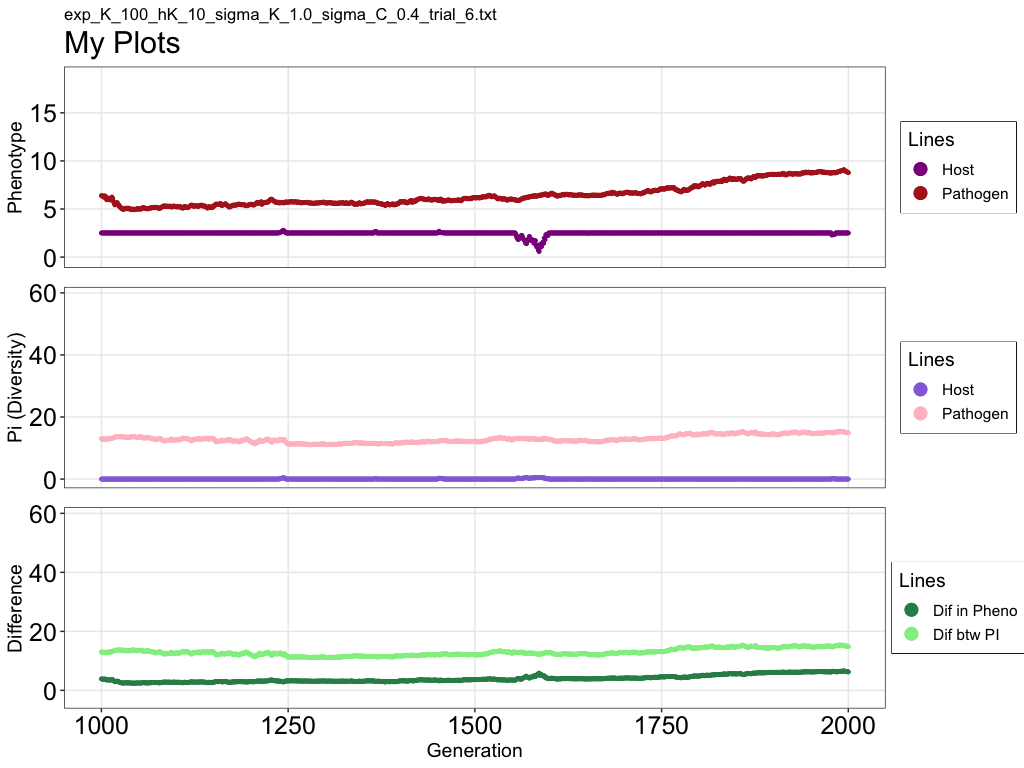 exp_K_100_hK_10_sigma_K_1.0_sigma_C_0.4_trial_6.txt
My Plots
Phenotype
15
10
5
0
Lines
Host
Pathogen
Pi (Diversity)
60
40
20
0
Lines
Host
Pathogen
Difference
60
40
20
0
Lines
Dif in Pheno
Dif btw PI
1000 1250 1500 1750 2000
Generation